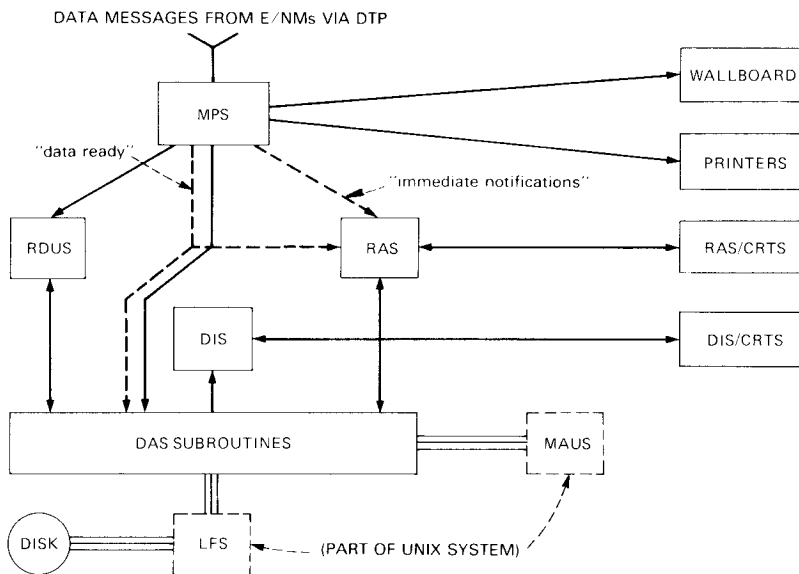 DATA MESSAGES FROM E/NMs VIA DTP
WALLBOARD
MPS
PRINTERS
"data ready"
"immediate notifications"
RDUS
RAS
RAS/CRTS
DIS
DIS/CRTS
DAS SUBROUTINES
MAUS
DISK
LFS
(PART OF UNIX SYSTEM)